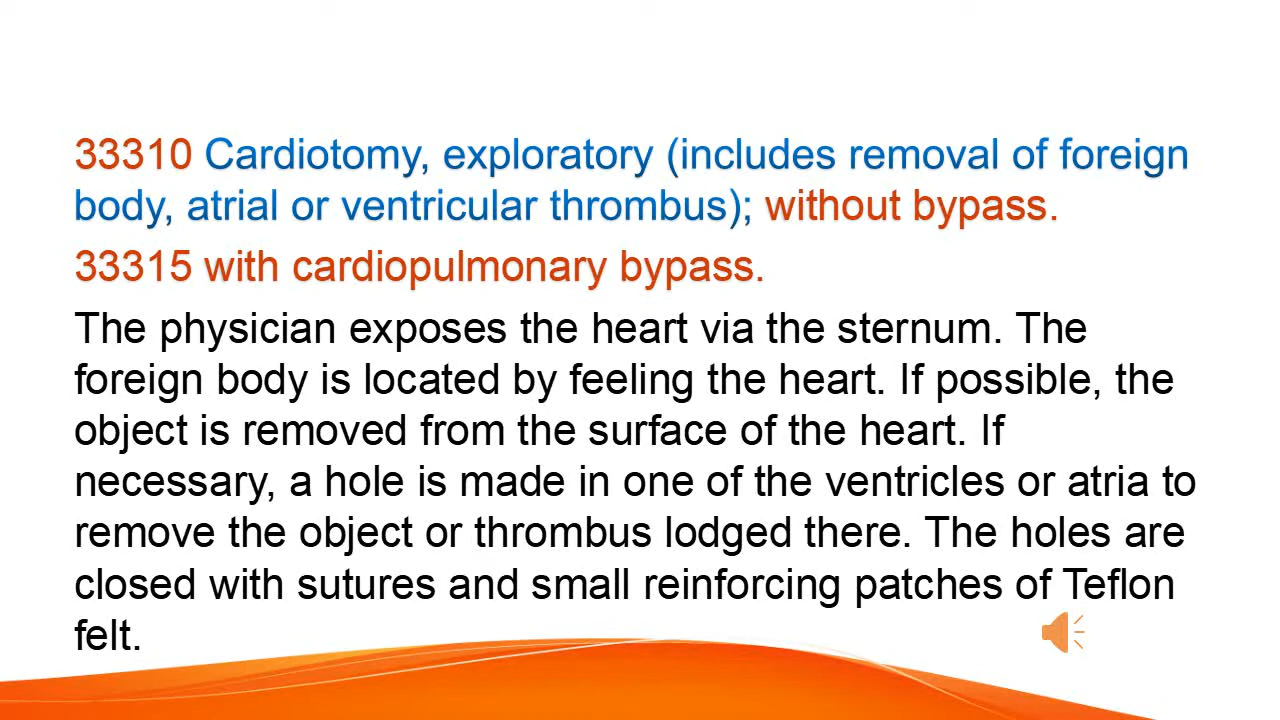 33310 Cardiotomy, exploratory (includes removal of foreign
body, atrial or ventricular thrombus); without bypass.
33315 with cardiopulmonary bypass.
The physician exposes the heart via the sternum. The
foreign body is located by feeling the heart. If possible, the
object is removed from the surface of the heart. If
necessary, a hole is made in one of the ventricles or atria to
remove the object or thrombus lodged there. The holes are
closed with sutures and small reinforcing patches of Teflon
felt.